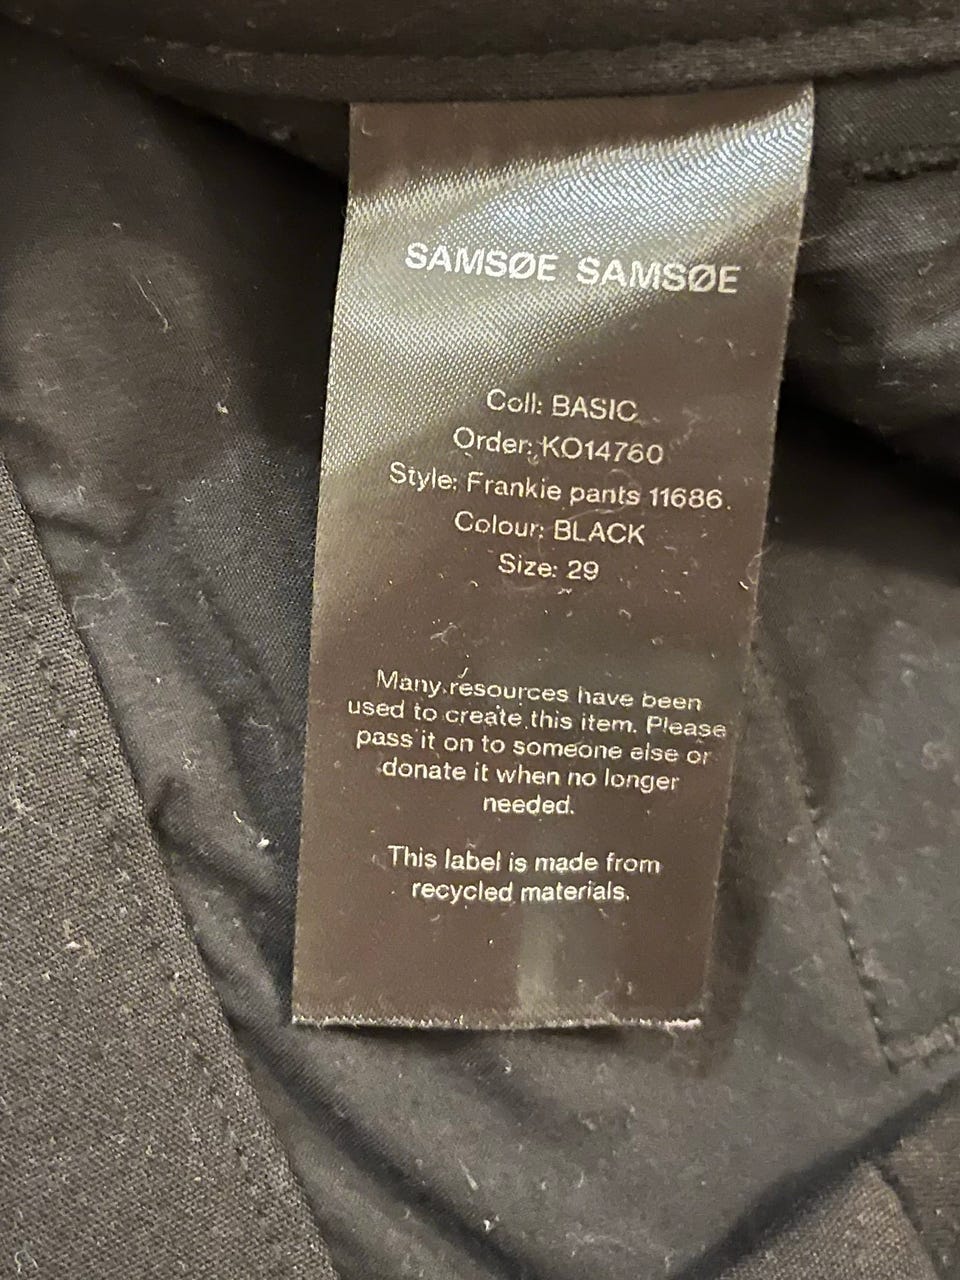 SAMSØE SAMSØE
Coll: BASIC
Order: KO14760
Style: Frankie pants 11686
Colour: BLACK
Size: 29
Many resources have been
used to create this item. Please
pass it on to someone else or
donate it when no longer
needed.
This label is made from
recycled materials.